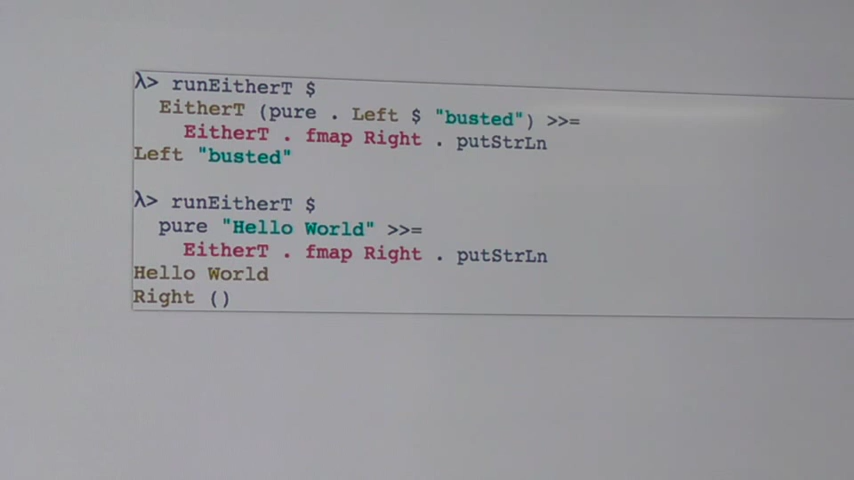 λ> runEitherT $
  EitherT (pure . Left $ "busted") >>=
    EitherT . fmap Right . putStrLn
Left "busted"

λ> runEitherT $
  pure "Hello World" >>=
    EitherT . fmap Right . putStrLn
Hello World
Right ()